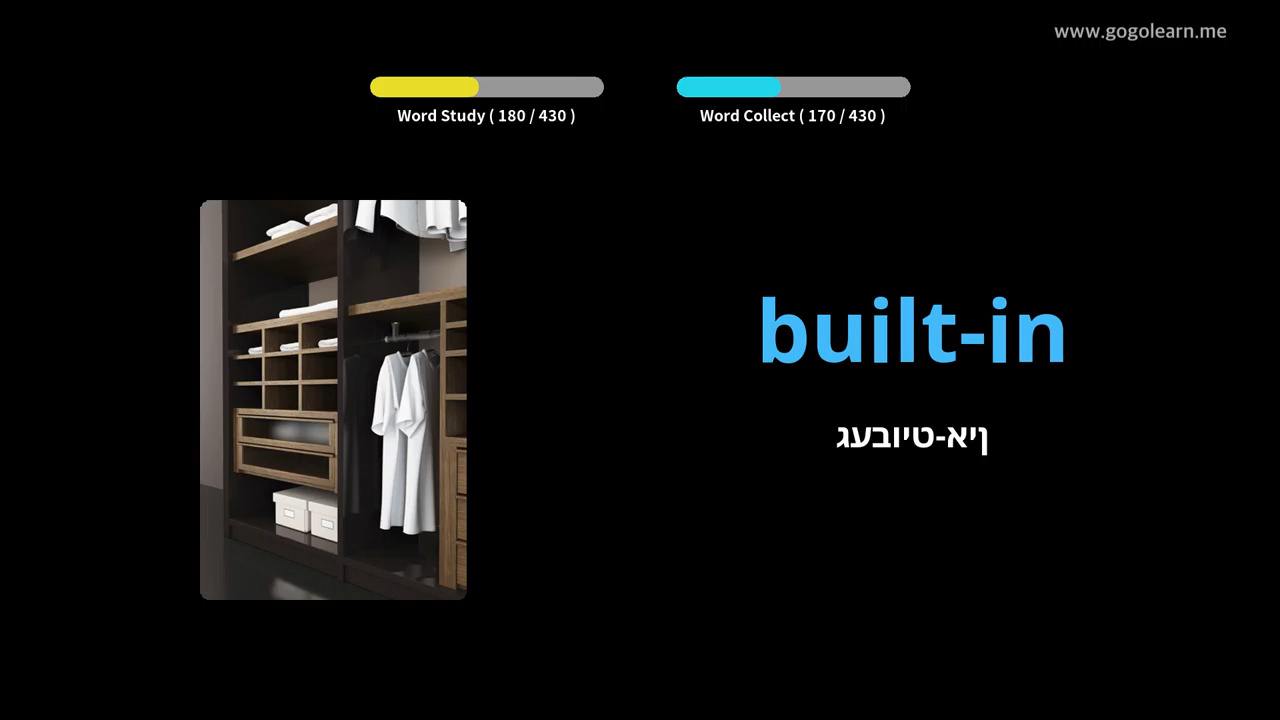 www.gogolearn.me
Word Study ( 180 / 430 )
Word Collect ( 170 / 430 )
built-in
ןיא-טיובעג